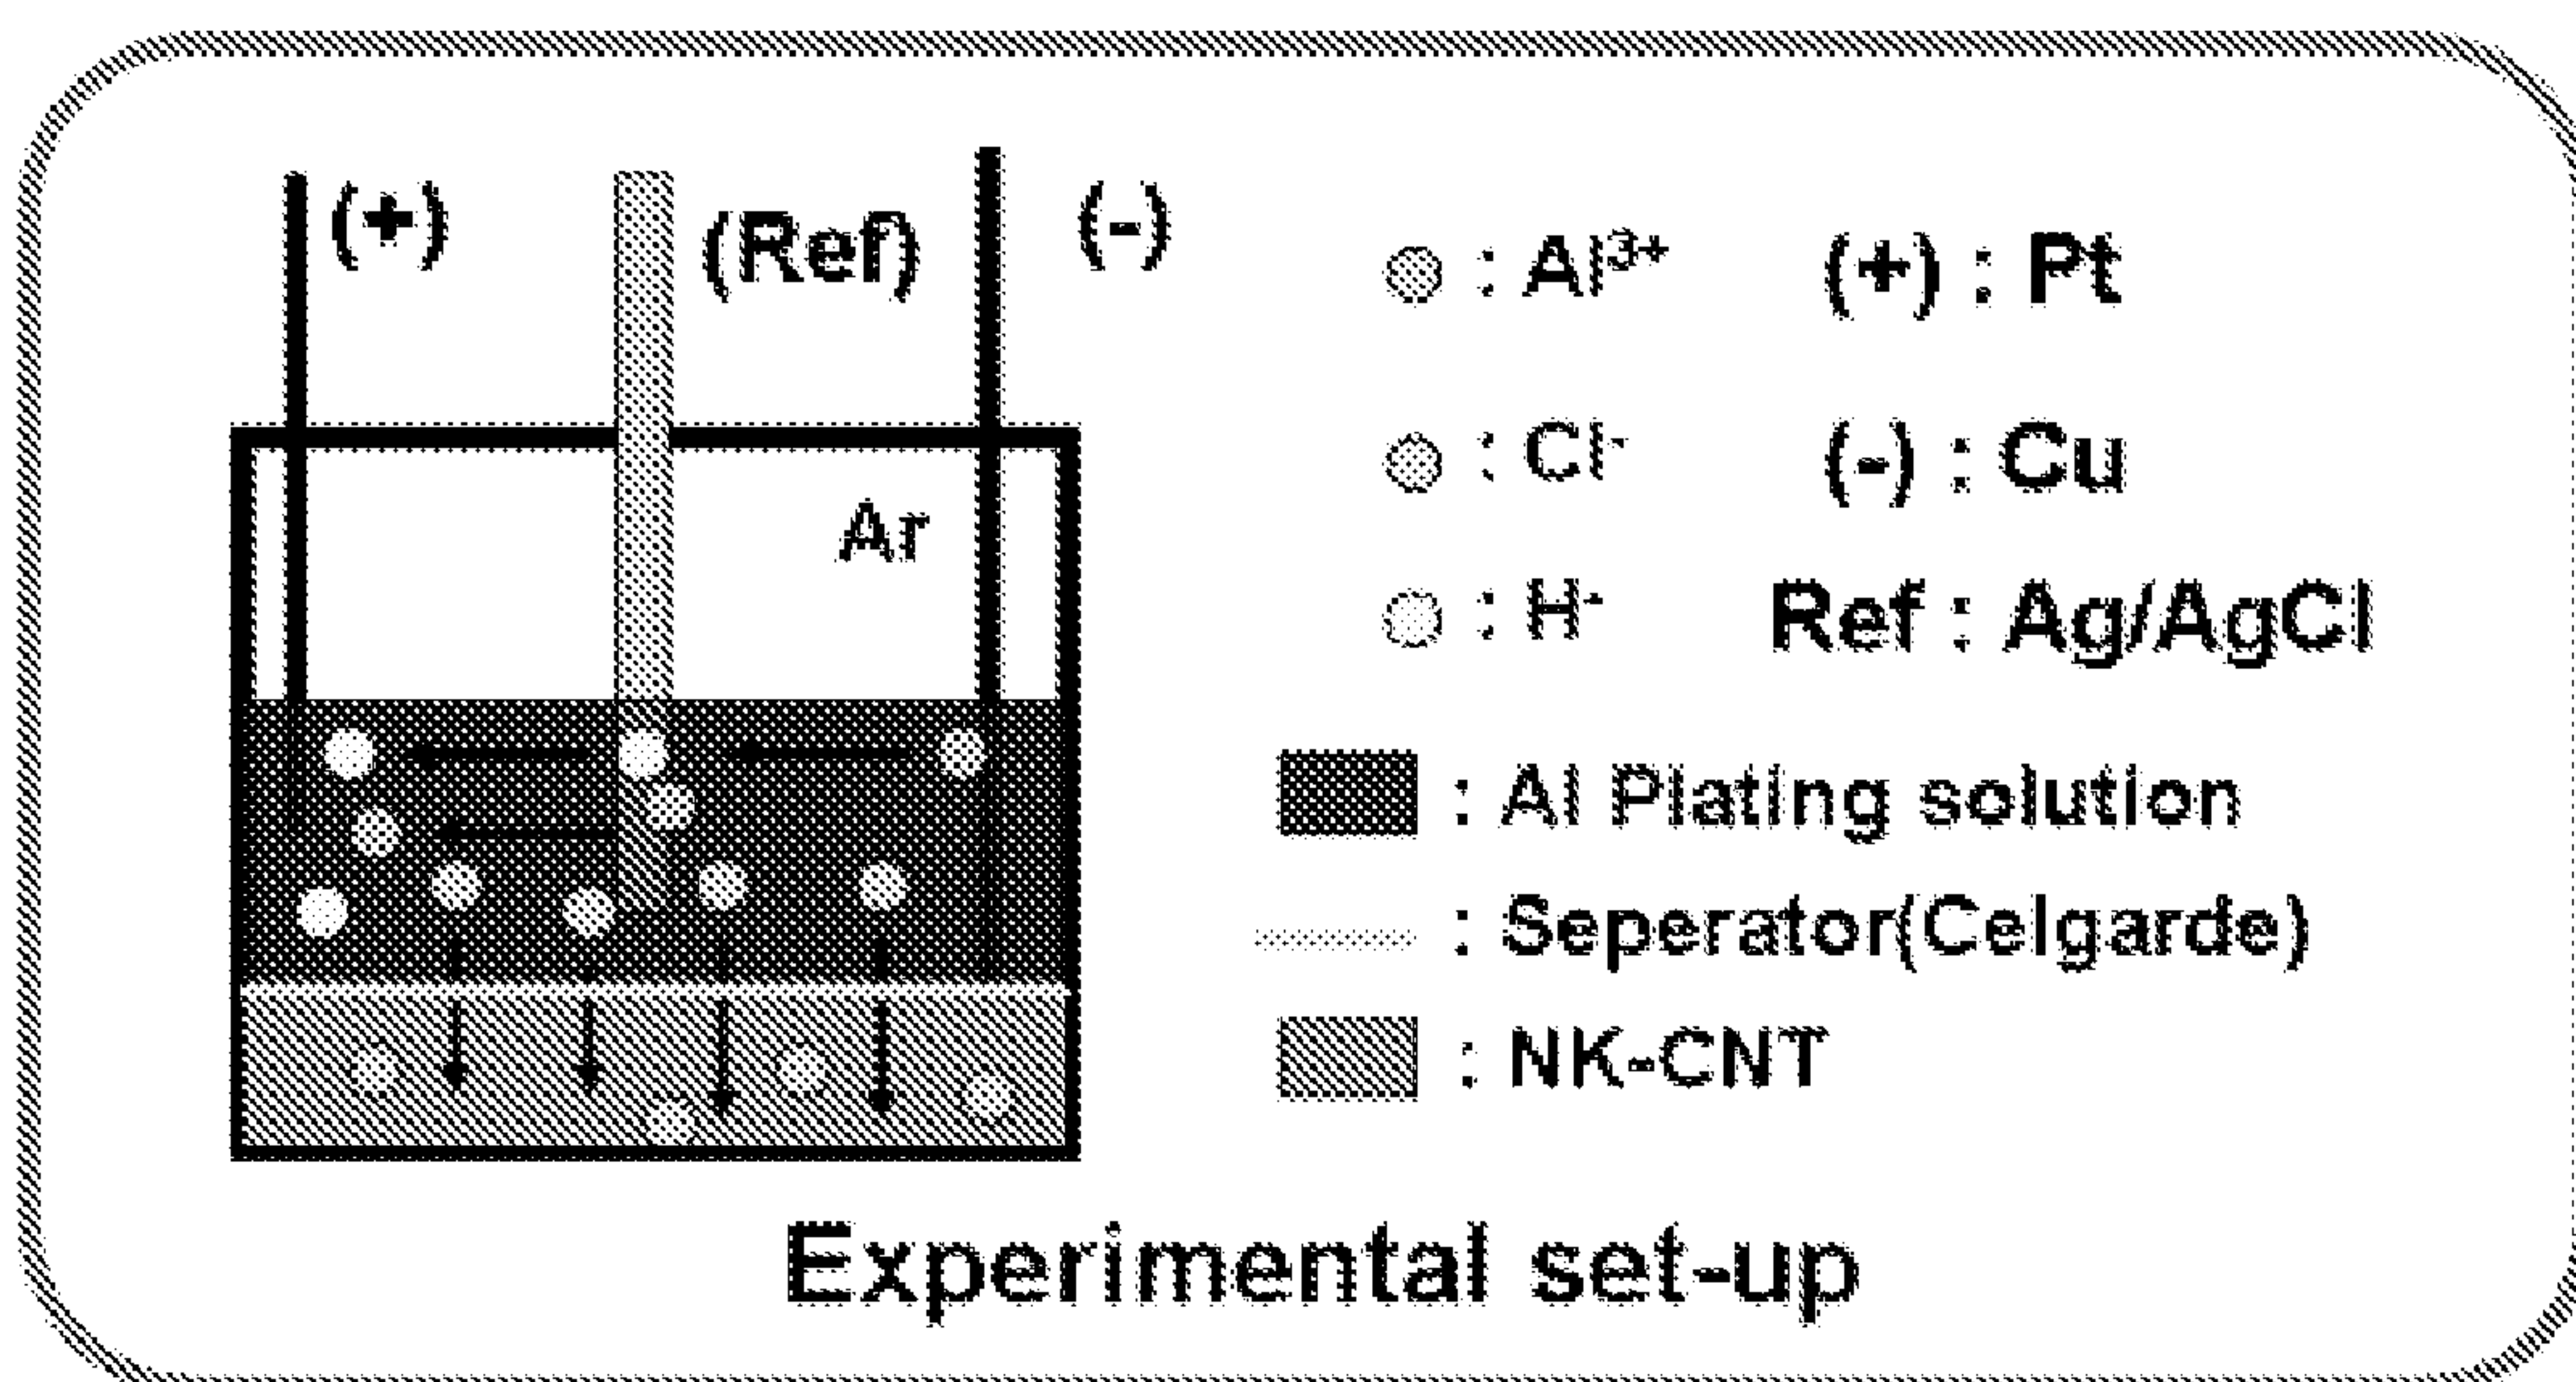 (+) (Ref) (-)
Ar
: Al3+ (+) : Pt
: Cl- (-) : Cu
: H- Ref : Ag/AgCl
: Al Plating solution
: Seperator(Celgarde)
: NK-CNT
Experimental set-up